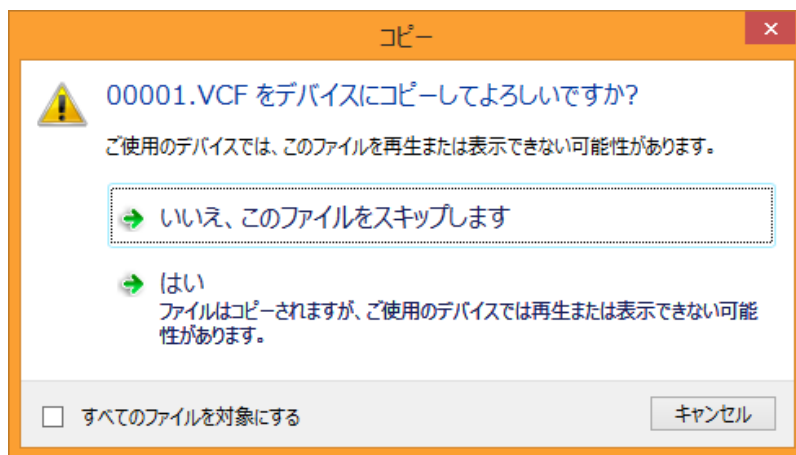 コピー
00001.VCF をデバイスにコピーしてよろしいですか?
ご使用のデバイスでは、このファイルを再生または表示できない可能性があります。
いいえ、このファイルをスキップします
はい
ファイルはコピーされますが、ご使用のデバイスでは再生または表示できない可能
性があります。
すべてのファイルを対象にする
キャンセル